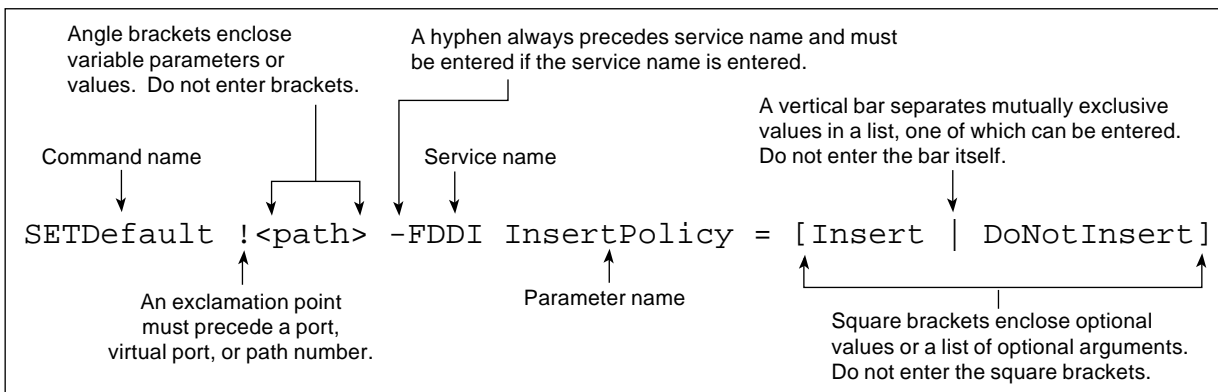 Angle brackets enclose
variable parameters or
values. Do not enter brackets.
A hyphen always precedes service name and must
be entered if the service name is entered.
A vertical bar separates mutually exclusive
values in a list, one of which can be entered.
Do not enter the bar itself.
Command name
Service name
SETDefault !<path> -FDDI InsertPolicy = [Insert | DoNotInsert]
An exclamation point
must precede a port,
virtual port, or path number.
Parameter name
Square brackets enclose optional
values or a list of optional arguments.
Do not enter the square brackets.